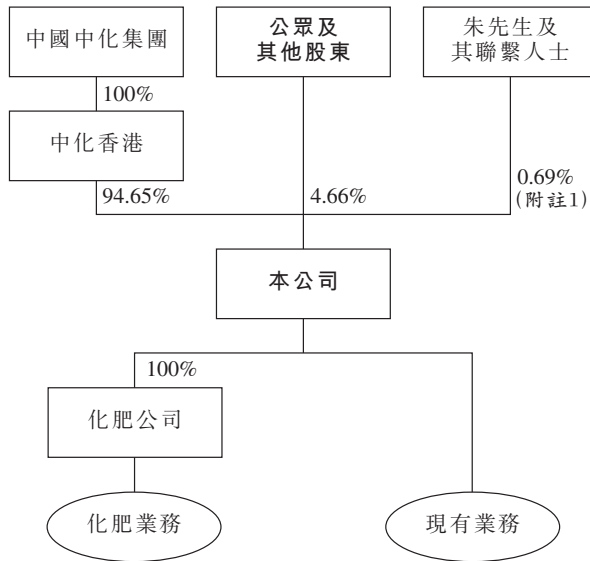 中國中化集團
公眾及
其他股東
朱先生及
其聯繫人士
100%
中化香港
94.65%
4.66%
0.69%
(附註1)
本公司
100%
化肥公司
化肥業務
現有業務